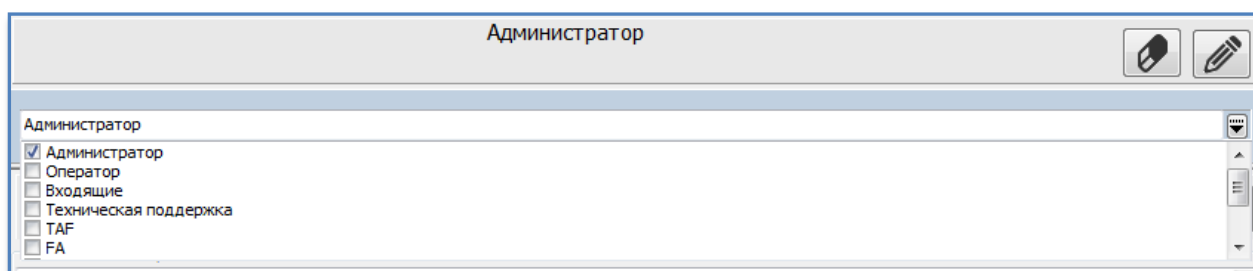 Администратор
Администратор
Администратор
Оператор
Входящие
Техническая поддержка
TAF
FA